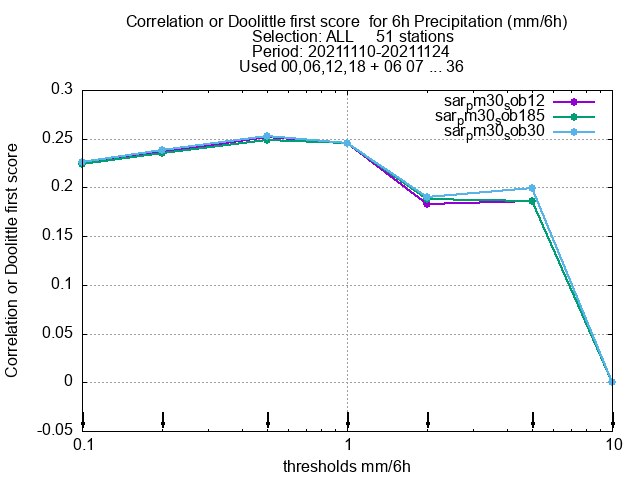 Correlation or Doolittle first score  for 6h Precipitation (mm/6h)
Selection: ALL     51 stations
Period: 20211110-20211124
Used 00,06,12,18 + 06 07 ... 36
sarpm30sob12
sarpm30sob185
sarpm30sob30
Correlation or Doolittle first score
0.3
0.25
0.2
0.15
0.1
0.05
0
-0.05
0.1 1 10
thresholds mm/6h